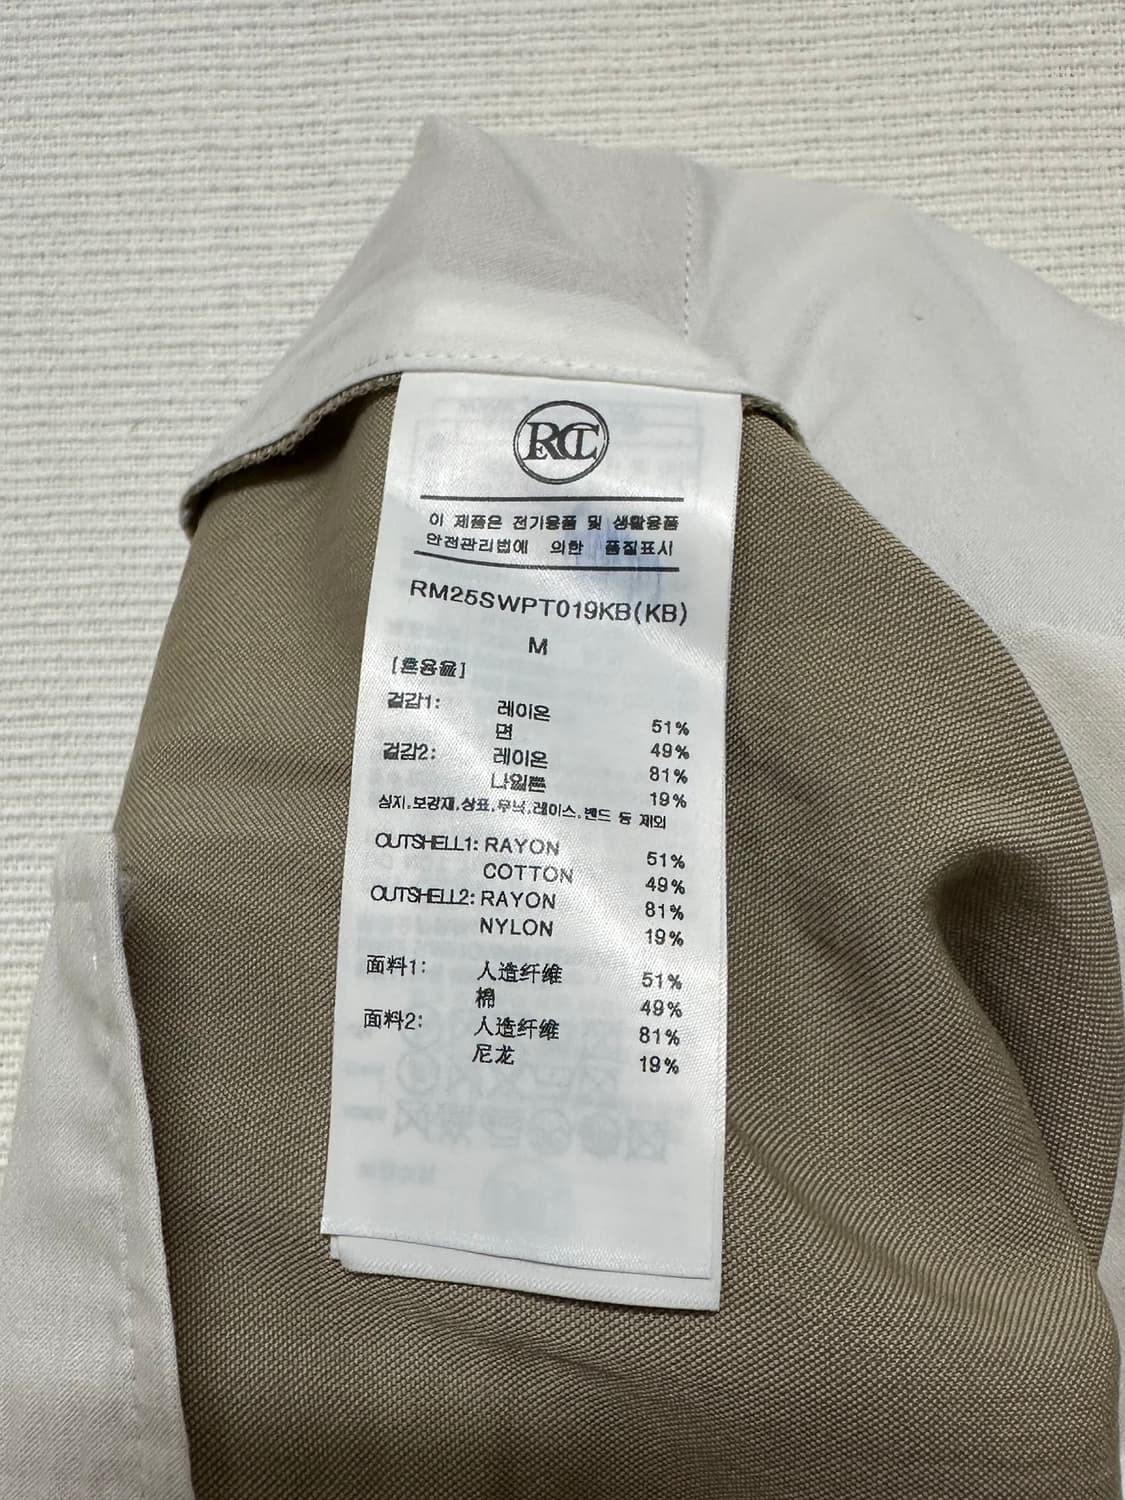 RCT
이 제품은 전기용품 및 생활용품
안전관리법에 의한 품질표시
RM25SWPT019KB(KB)
M
[혼용율]
겉감1: 레이온 51%
면 49%
겉감2: 레이온 81%
나일론 19%
심지,보강재,상표,무늬,레이스,밴드 등 제외
OUTSHELL1: RAYON 51%
COTTON 49%
OUTSHELL2: RAYON 81%
NYLON 19%
面料1: 人造纤维 51%
棉 49%
面料2: 人造纤维 81%
尼龙 19%